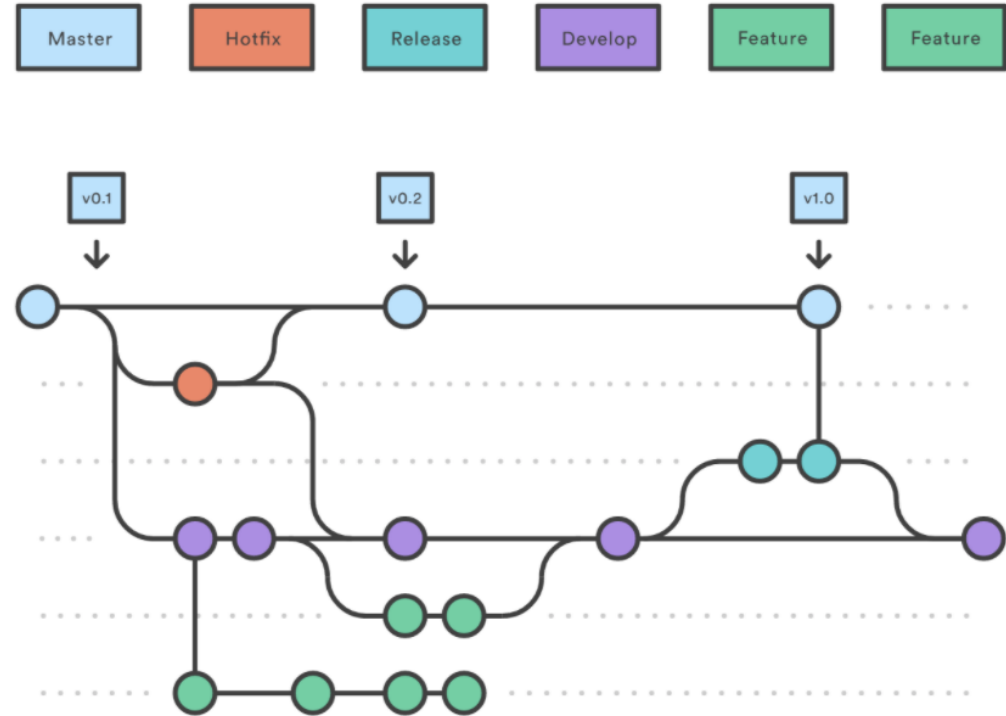 Master
Hotfix
Release
Develop
Feature
Feature
v0.1
v0.2
v1.0